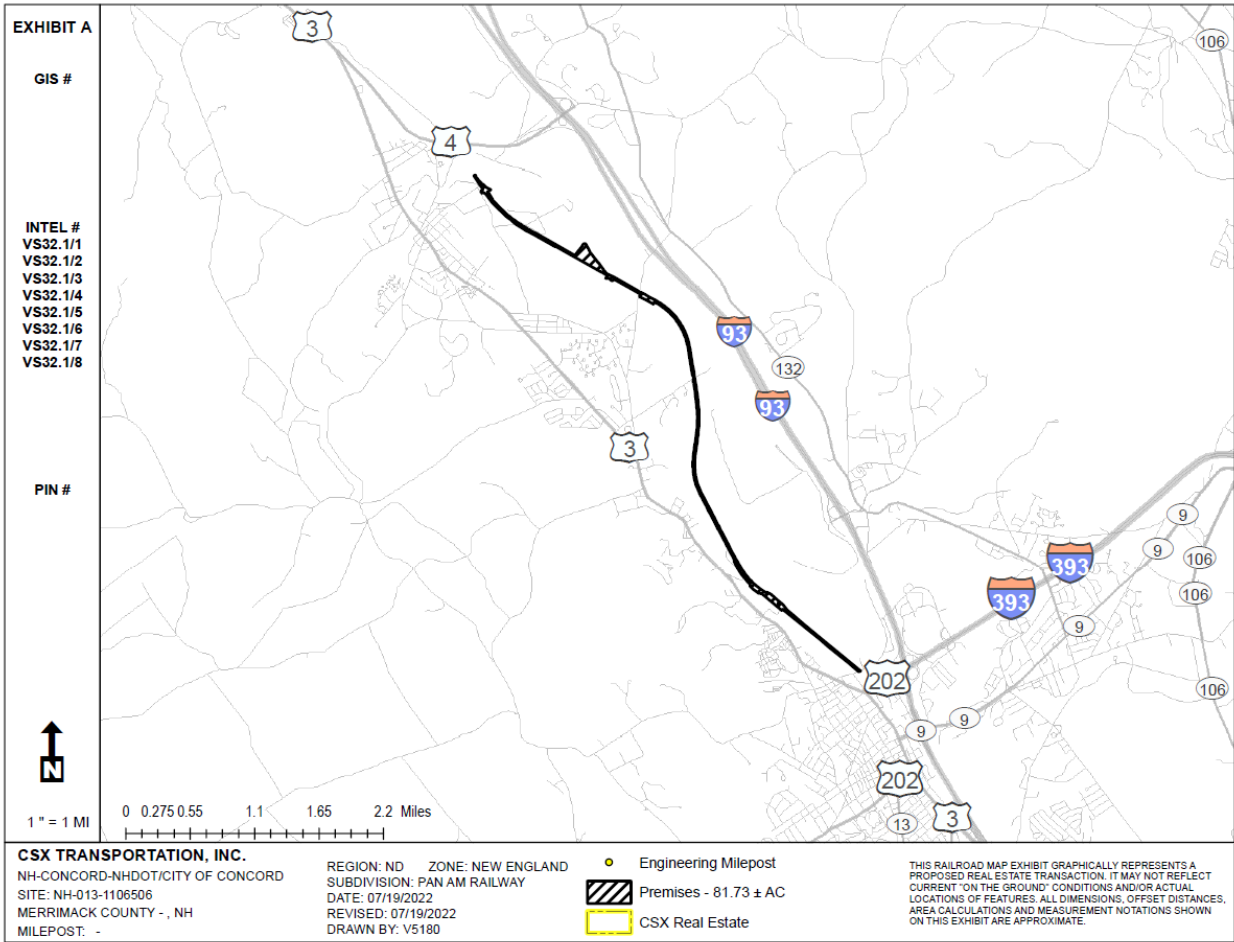 EXHIBIT A
GIS #
INTEL #
VS32.1/1
VS32.1/2
VS32.1/3
VS32.1/4
VS32.1/5
VS32.1/6
VS32.1/7
VS32.1/8
PIN #
N
1 " = 1 MI
3
106
4
93
132
93
3
9
9
106
393
106
393
9
202
106
9
9
202
3
13
0 0.275 0.55 1.1 1.65 2.2 Miles
CSX TRANSPORTATION, INC.
NH-CONCORD-NHDOT/CITY OF CONCORD
SITE: NH-013-1106506
MERRIMACK COUNTY - , NH
MILEPOST: -
REGION: ND ZONE: NEW ENGLAND
SUBDIVISION: PAN AM RAILWAY
DATE: 07/19/2022
REVISED: 07/19/2022
DRAWN BY: V5180
Engineering Milepost
Premises - 81.73 ± AC
CSX Real Estate
THIS RAILROAD MAP EXHIBIT GRAPHICALLY REPRESENTS A
PROPOSED REAL ESTATE TRANSACTION. IT MAY NOT REFLECT
CURRENT "ON THE GROUND" CONDITIONS AND/OR ACTUAL
LOCATIONS OF FEATURES. ALL DIMENSIONS, OFFSET DISTANCES,
AREA CALCULATIONS AND MEASUREMENT NOTATIONS SHOWN
ON THIS EXHIBIT ARE APPROXIMATE.